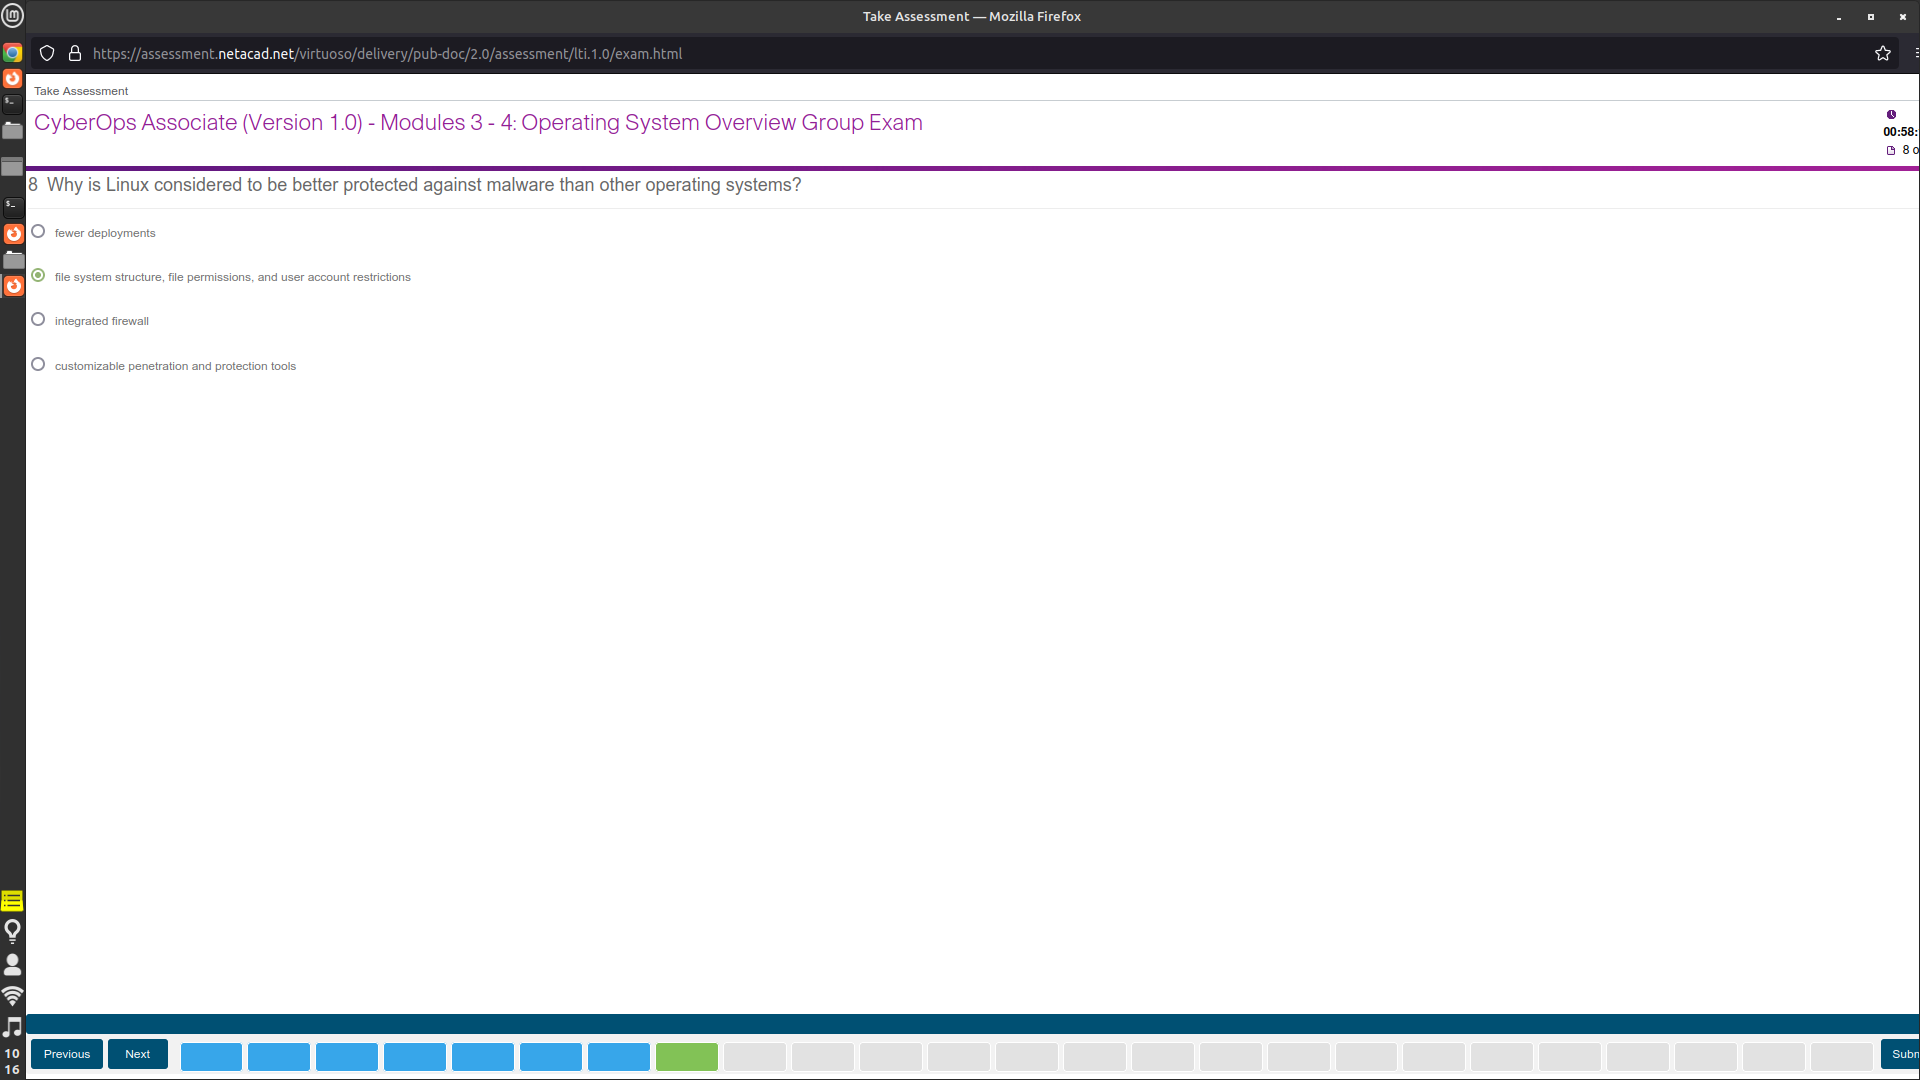 Take Assessment — Mozilla Firefox
https://assessment.netacad.net/virtuoso/delivery/pub-doc/2.0/assessment/lti.1.0/exam.html
Take Assessment
CyberOps Associate (Version 1.0) - Modules 3 - 4: Operating System Overview Group Exam
00:58:
8 o
8 Why is Linux considered to be better protected against malware than other operating systems?
fewer deployments
file system structure, file permissions, and user account restrictions
integrated firewall
customizable penetration and protection tools
Previous
Next
Subm
10
16